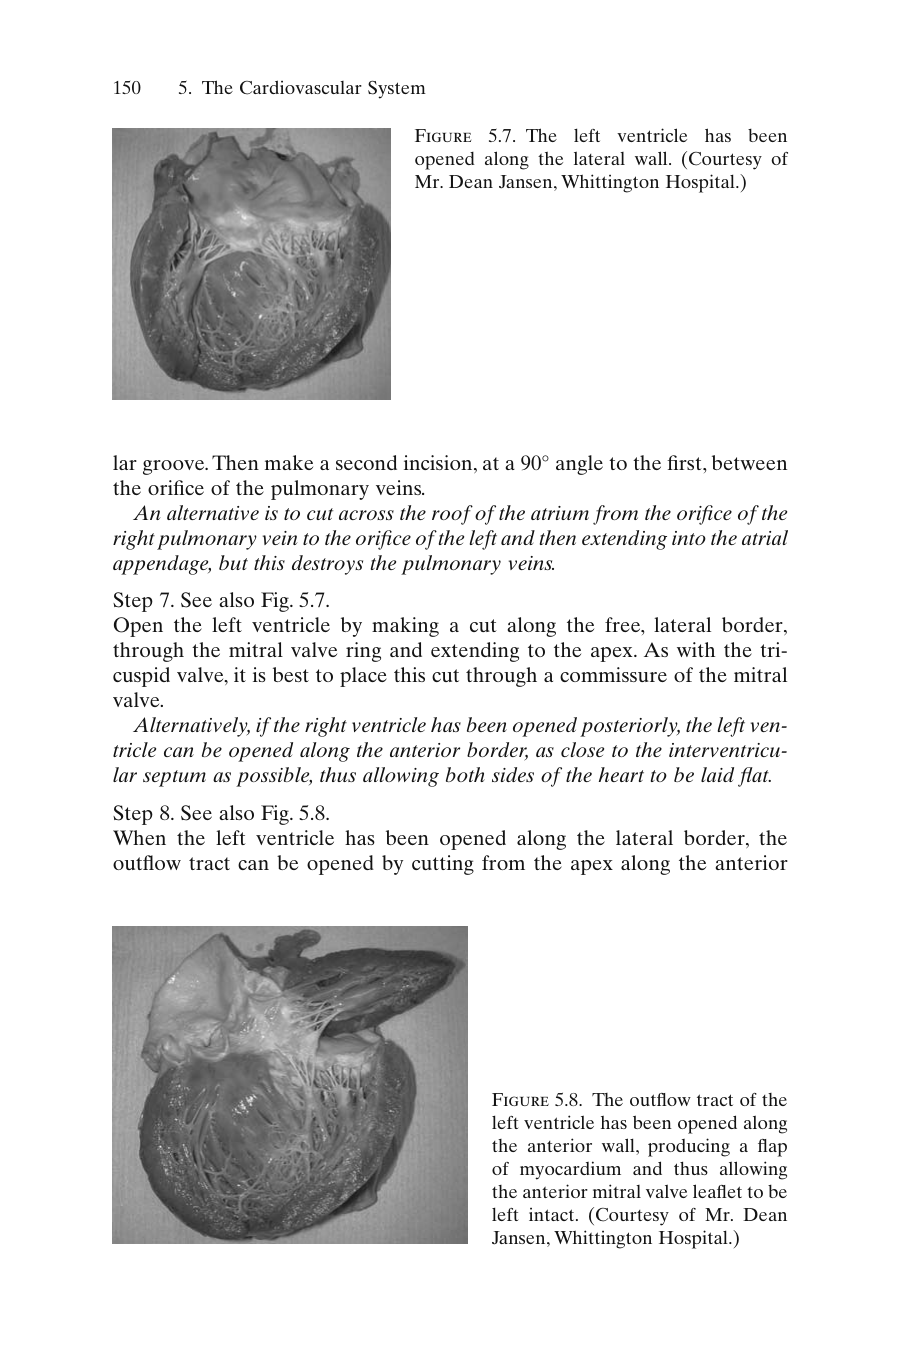 150 5. The Cardiovascular System
Figure 5.7. The left ventricle has been
opened along the lateral wall. (Courtesy of
Mr. Dean Jansen, Whittington Hospital.)
lar groove. Then make a second incision, at a 90° angle to the first, between
the orifice of the pulmonary veins.
An alternative is to cut across the roof of the atrium from the orifice of the
right pulmonary vein to the orifice of the left and then extending into the atrial
appendage, but this destroys the pulmonary veins.
Step 7. See also Fig. 5.7.
Open the left ventricle by making a cut along the free, lateral border,
through the mitral valve ring and extending to the apex. As with the tri-
cuspid valve, it is best to place this cut through a commissure of the mitral
valve.
Alternatively, if the right ventricle has been opened posteriorly, the left ven-
tricle can be opened along the anterior border, as close to the interventricu-
lar septum as possible, thus allowing both sides of the heart to be laid flat.
Step 8. See also Fig. 5.8.
When the left ventricle has been opened along the lateral border, the
outflow tract can be opened by cutting from the apex along the anterior
Figure 5.8. The outflow tract of the
left ventricle has been opened along
the anterior wall, producing a flap
of myocardium and thus allowing
the anterior mitral valve leaflet to be
left intact. (Courtesy of Mr. Dean
Jansen, Whittington Hospital.)